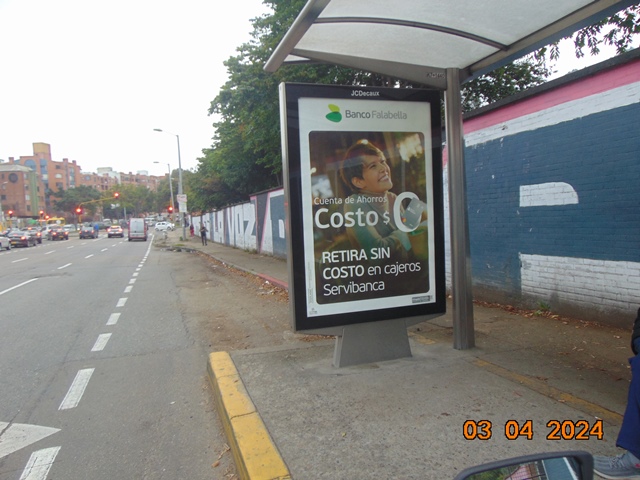 JCDecaux
Banco Falabella
Cuenta de Ahorros
Costo $0
RETIRA SIN
COSTO en cajeros
Servibanca
03 04 2024